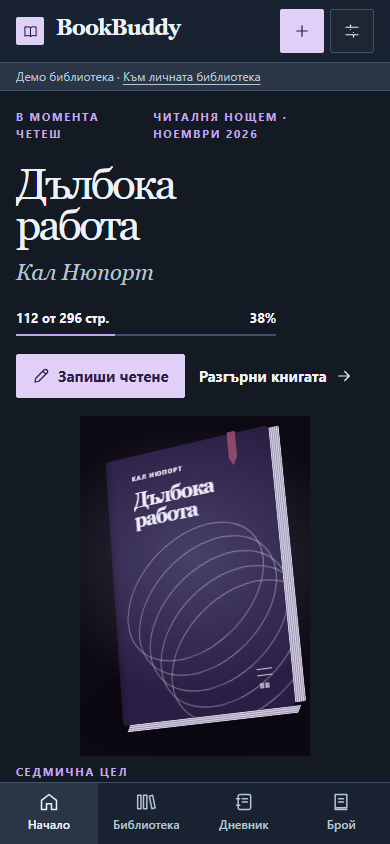 BookBuddy
Демо библиотека · Към личната библиотека
В МОМЕНТА ЧЕТЕШ
ЧИТАЛНЯ НОЩЕМ · НОЕМВРИ 2026
Дълбока
работа
Кал Нюпорт
112 от 296 стр.
38%
Запиши четене
Разгърни книгата →
КАЛ НЮПОРТ
Дълбока
работа
BB
СЕДМИЧНА ЦЕЛ
Начало
Библиотека
Дневник
Брой